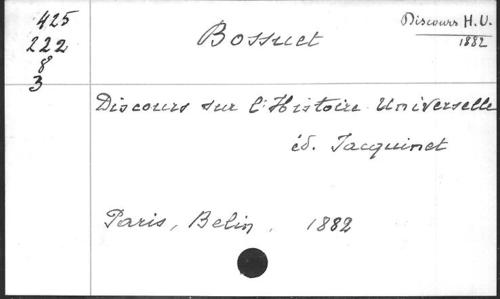 425
222
8
3
Bossuet
Discours H.U.
1882
Discours sur l'Histoire Universelle
éd. Jacquinet
Paris, Belin, 1882